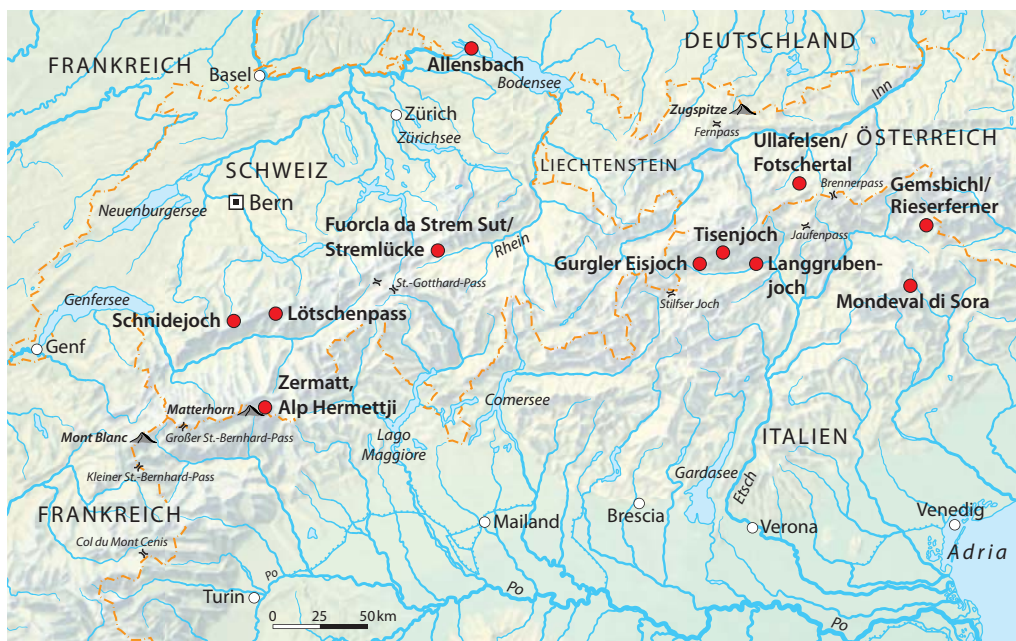 FRANKREICH
Basel
Allensbach
Bodensee
DEUTSCHLAND
Zürich
Zürichsee
Zugspitze
Fernpass
Inn
Ullafelsen/
Fotschertal
ÖSTERREICH
SCHWEIZ
LIECHTENSTEIN
Brennerpass
Gemsbichl/
Rieserferner
Neuenburgersee
Bern
Fuorcla da Strem Sut/
Stremlücke
Rhein
Tisenjoch
Jaufenpass
Gurgler Eisjoch
Langgruben-
joch
St.-Gotthard-Pass
Stilfser Joch
Mondeval di Sora
Genfersee
Schnidejoch
Lötschenpass
Genf
Zermatt,
Alp Hermettji
Matterhorn
Comersee
Mont Blanc
Großer St.-Bernhard-Pass
Lago
Maggiore
ITALIEN
Kleiner St.-Bernhard-Pass
Gardasee
Etsch
FRANKREICH
Mailand
Brescia
Verona
Venedig
Col du Mont Cenis
Adria
Po
Po
Turin
0 25 50 km
Po
Po